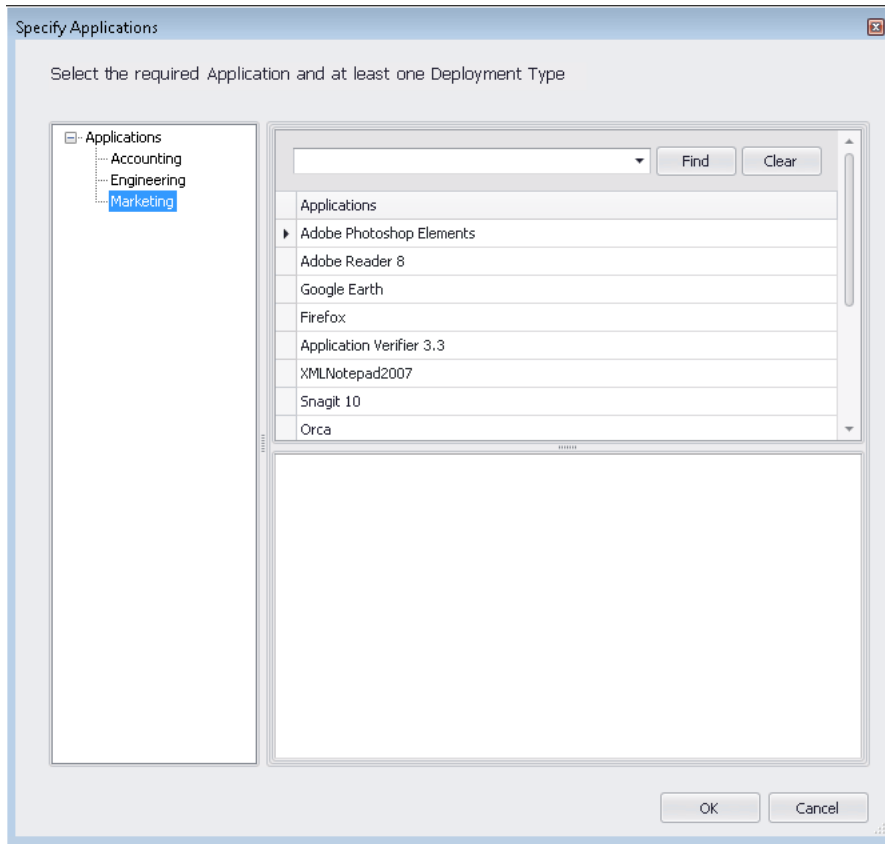 Specify Applications
Select the required Application and at least one Deployment Type
Applications
Accounting
Engineering
Marketing
Find
Clear
Applications
Adobe Photoshop Elements
Adobe Reader 8
Google Earth
Firefox
Application Verifier 3.3
XMLNotepad2007
Snagit 10
Orca
OK
Cancel